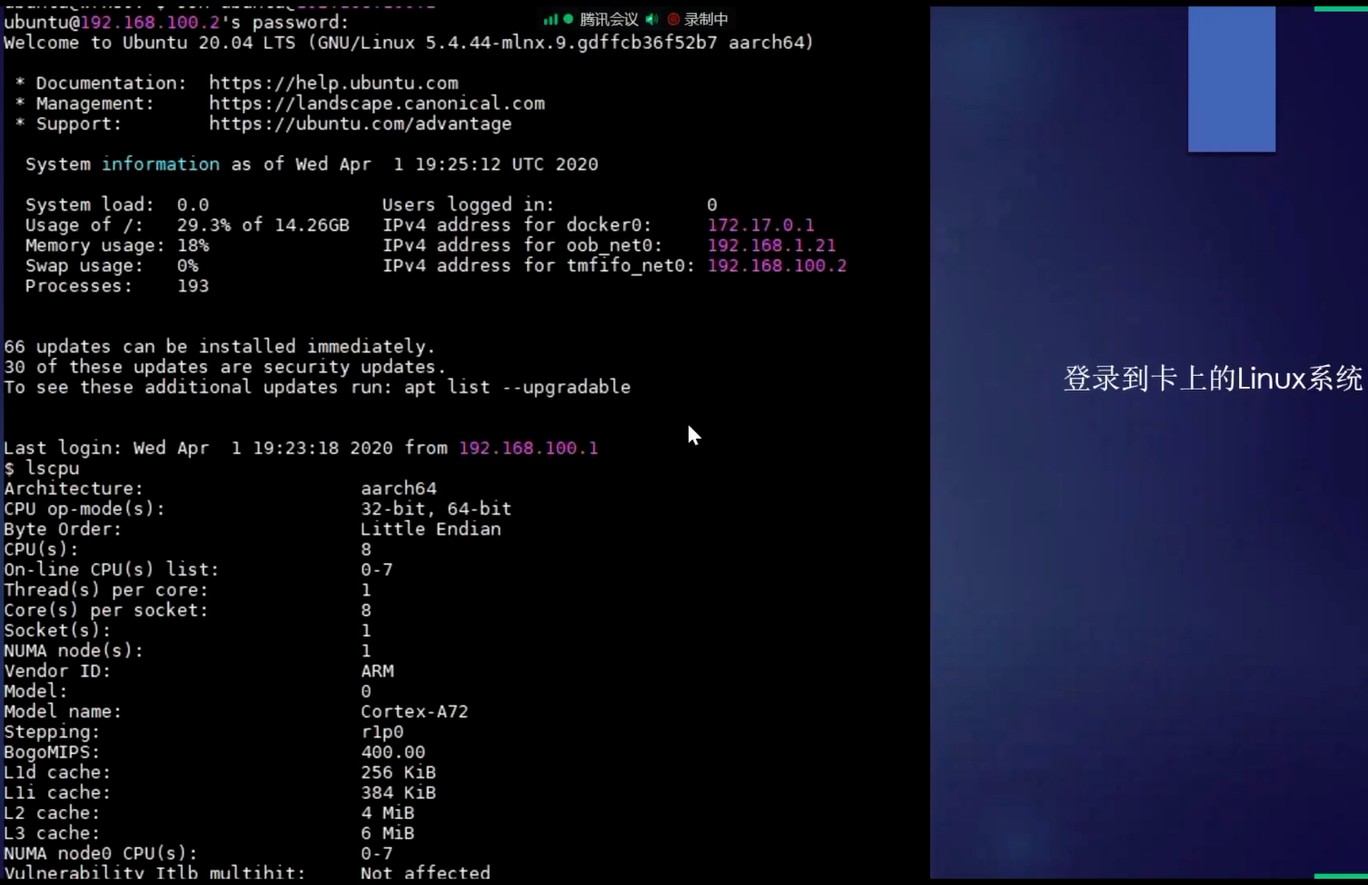 ubuntu@192.168.100.2's password:
腾讯会议 录制中
Welcome to Ubuntu 20.04 LTS (GNU/Linux 5.4.44-mlnx.9.gdffcb36f52b7 aarch64)
* Documentation: https://help.ubuntu.com
* Management: https://landscape.canonical.com
* Support: https://ubuntu.com/advantage
System information as of Wed Apr 1 19:25:12 UTC 2020
System load: 0.0 Users logged in: 0
Usage of /: 29.3% of 14.26GB IPv4 address for docker0: 172.17.0.1
Memory usage: 18% IPv4 address for oob_net0: 192.168.1.21
Swap usage: 0% IPv4 address for tmfifo_net0: 192.168.100.2
Processes: 193
66 updates can be installed immediately.
30 of these updates are security updates.
To see these additional updates run: apt list --upgradable
Last login: Wed Apr 1 19:23:18 2020 from 192.168.100.1
$ lscpu
Architecture: aarch64
CPU op-mode(s): 32-bit, 64-bit
Byte Order: Little Endian
CPU(s): 8
On-line CPU(s) list: 0-7
Thread(s) per core: 1
Core(s) per socket: 8
Socket(s): 1
NUMA node(s): 1
Vendor ID: ARM
Model: 0
Model name: Cortex-A72
Stepping: r1p0
BogoMIPS: 400.00
L1d cache: 256 KiB
L1i cache: 384 KiB
L2 cache: 4 MiB
L3 cache: 6 MiB
NUMA node0 CPU(s): 0-7
Vulnerability Itlb multihit: Not affected
登录到卡上的Linux系统